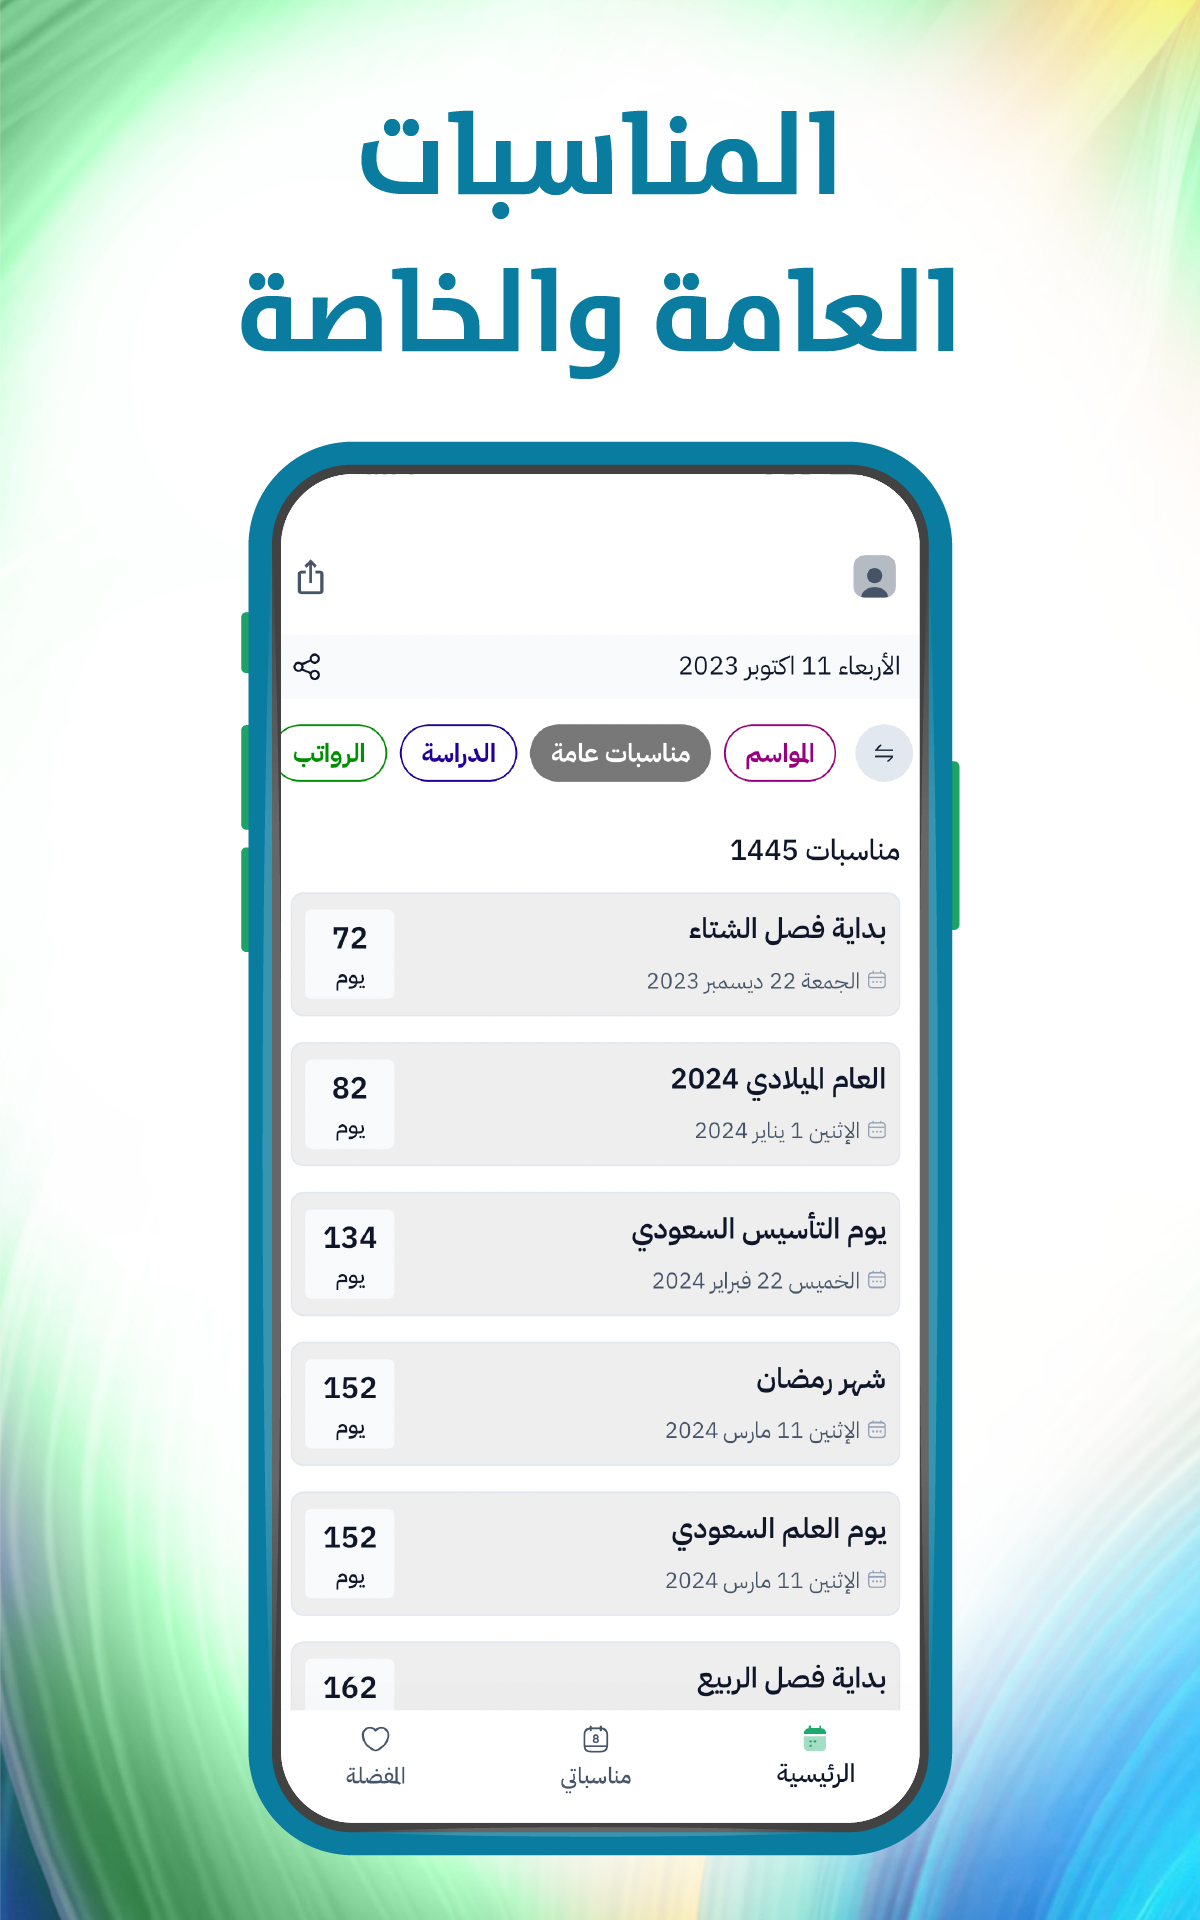 المناسبات
العامة والخاصة
الأربعاء 11 اكتوبر 2023
المواسم
مناسبات عامة
الدراسة
الرواتب
مناسبات 1445
بداية فصل الشتاء
الجمعة 22 ديسمبر 2023
72
يوم
العام الميلادي 2024
الإثنين 1 يناير 2024
82
يوم
يوم التأسيس السعودي
الخميس 22 فبراير 2024
134
يوم
شهر رمضان
الإثنين 11 مارس 2024
152
يوم
يوم العلم السعودي
الإثنين 11 مارس 2024
152
يوم
بداية فصل الربيع
162
الرئيسية
8
مناسباتي
المفضلة